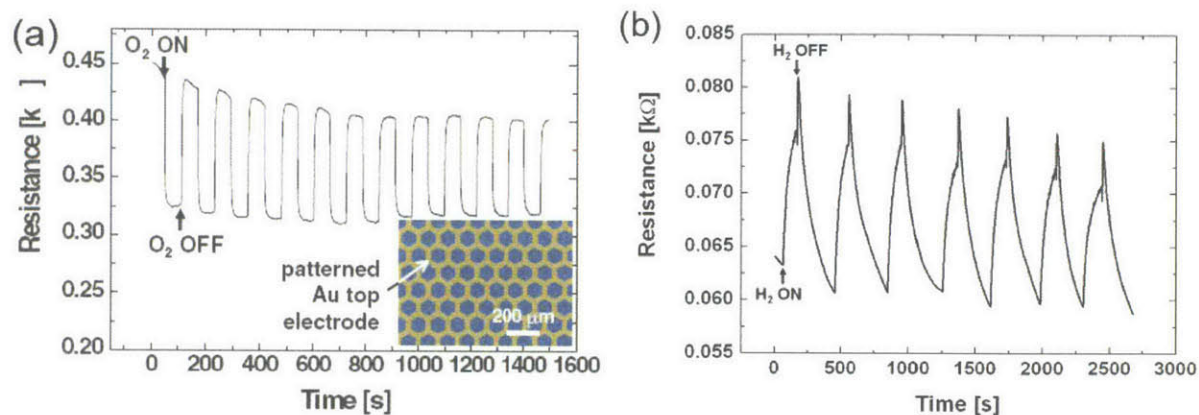 (a)
O2 ON
O2 OFF
Resistance [k ]
0.45
0.40
0.35
0.30
0.25
0.20
patterned
Au top
electrode
200 μm
0 200 400 600 800 1000 1200 1400 1600
Time [s]
(b)
H2 OFF
H2 ON
Resistance [kΩ]
0.085
0.080
0.075
0.070
0.065
0.060
0.055
0 500 1000 1500 2000 2500 3000
Time [s]